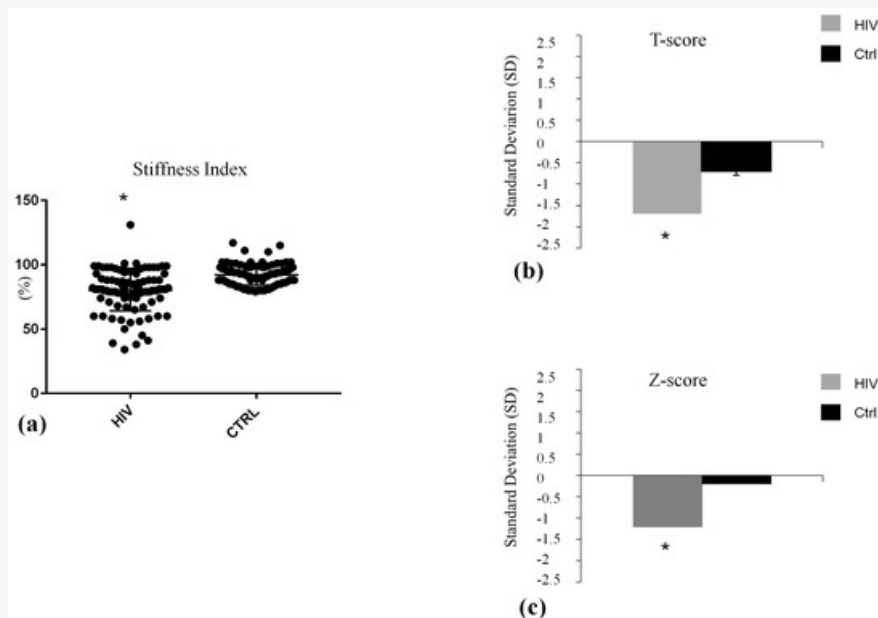 Stiffness Index
*
150
100
50
0
(%)
HIV
CTRL
(a)
T-score
HIV
Ctrl
Standard Deviarion (SD)
2.5
2
1.5
1
0.5
0
-0.5
-1
-1.5
-2
-2.5
*
(b)
Z-score
HIV
Ctrl
Standard Deviation (SD)
2.5
2
1.5
1
0.5
0
-0.5
-1
-1.5
-2
-2.5
*
(c)